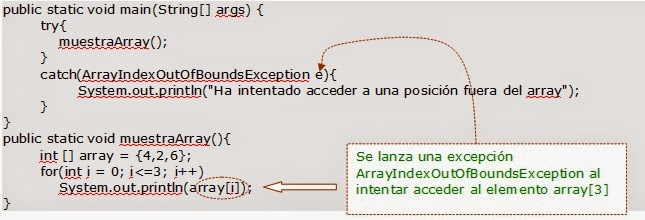 public static void main(String[] args) {
try{
muestraArray();
}
catch(ArrayIndexOutOfBoundsException e){
System.out.println("Ha intentado acceder a una posición fuera del array");
}
}
public static void muestraArray(){
int [] array = {4,2,6};
for(int i = 0; i<=3; i++)
System.out.println(array[i]);
}
Se lanza una excepción
ArrayIndexOutOfBoundsException al
intentar acceder al elemento array[3]